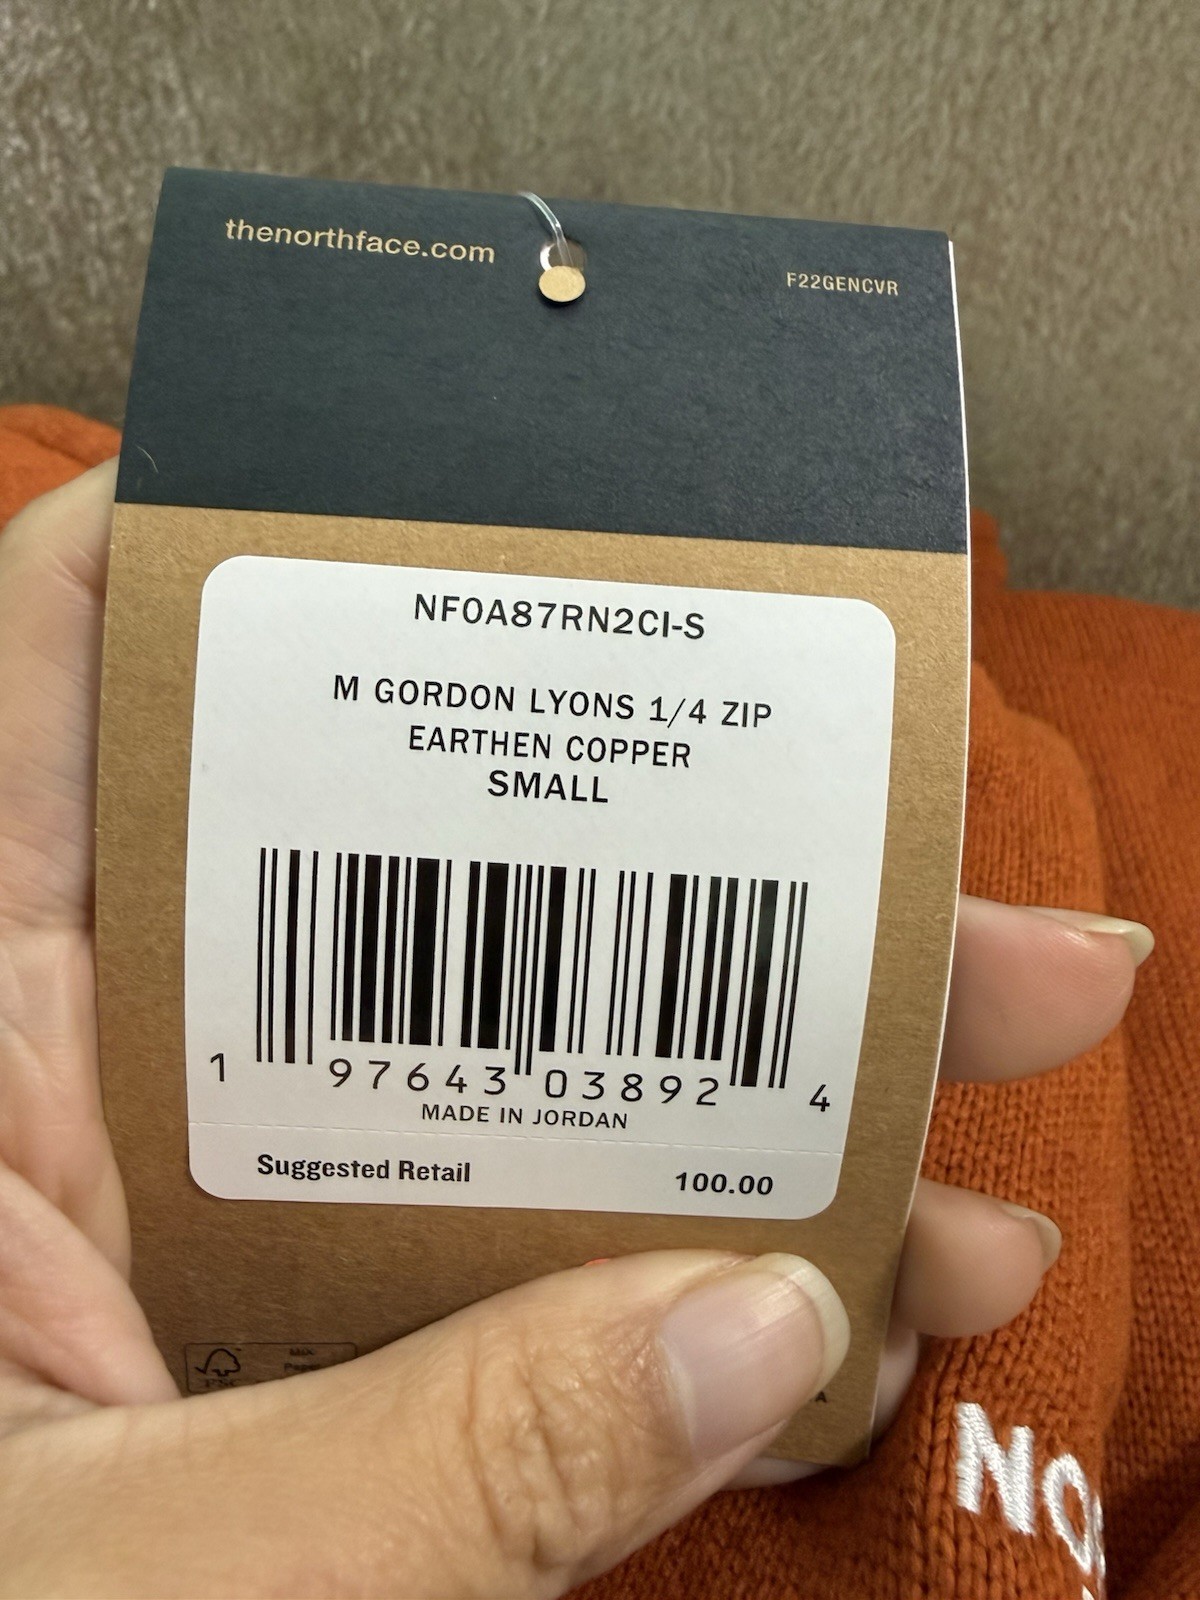 thenorthface.com
F22GENCVR
NF0A87RN2CI-S
M GORDON LYONS 1/4 ZIP
EARTHEN COPPER
SMALL
1 97643 03892 4
MADE IN JORDAN
Suggested Retail 100.00
FSC